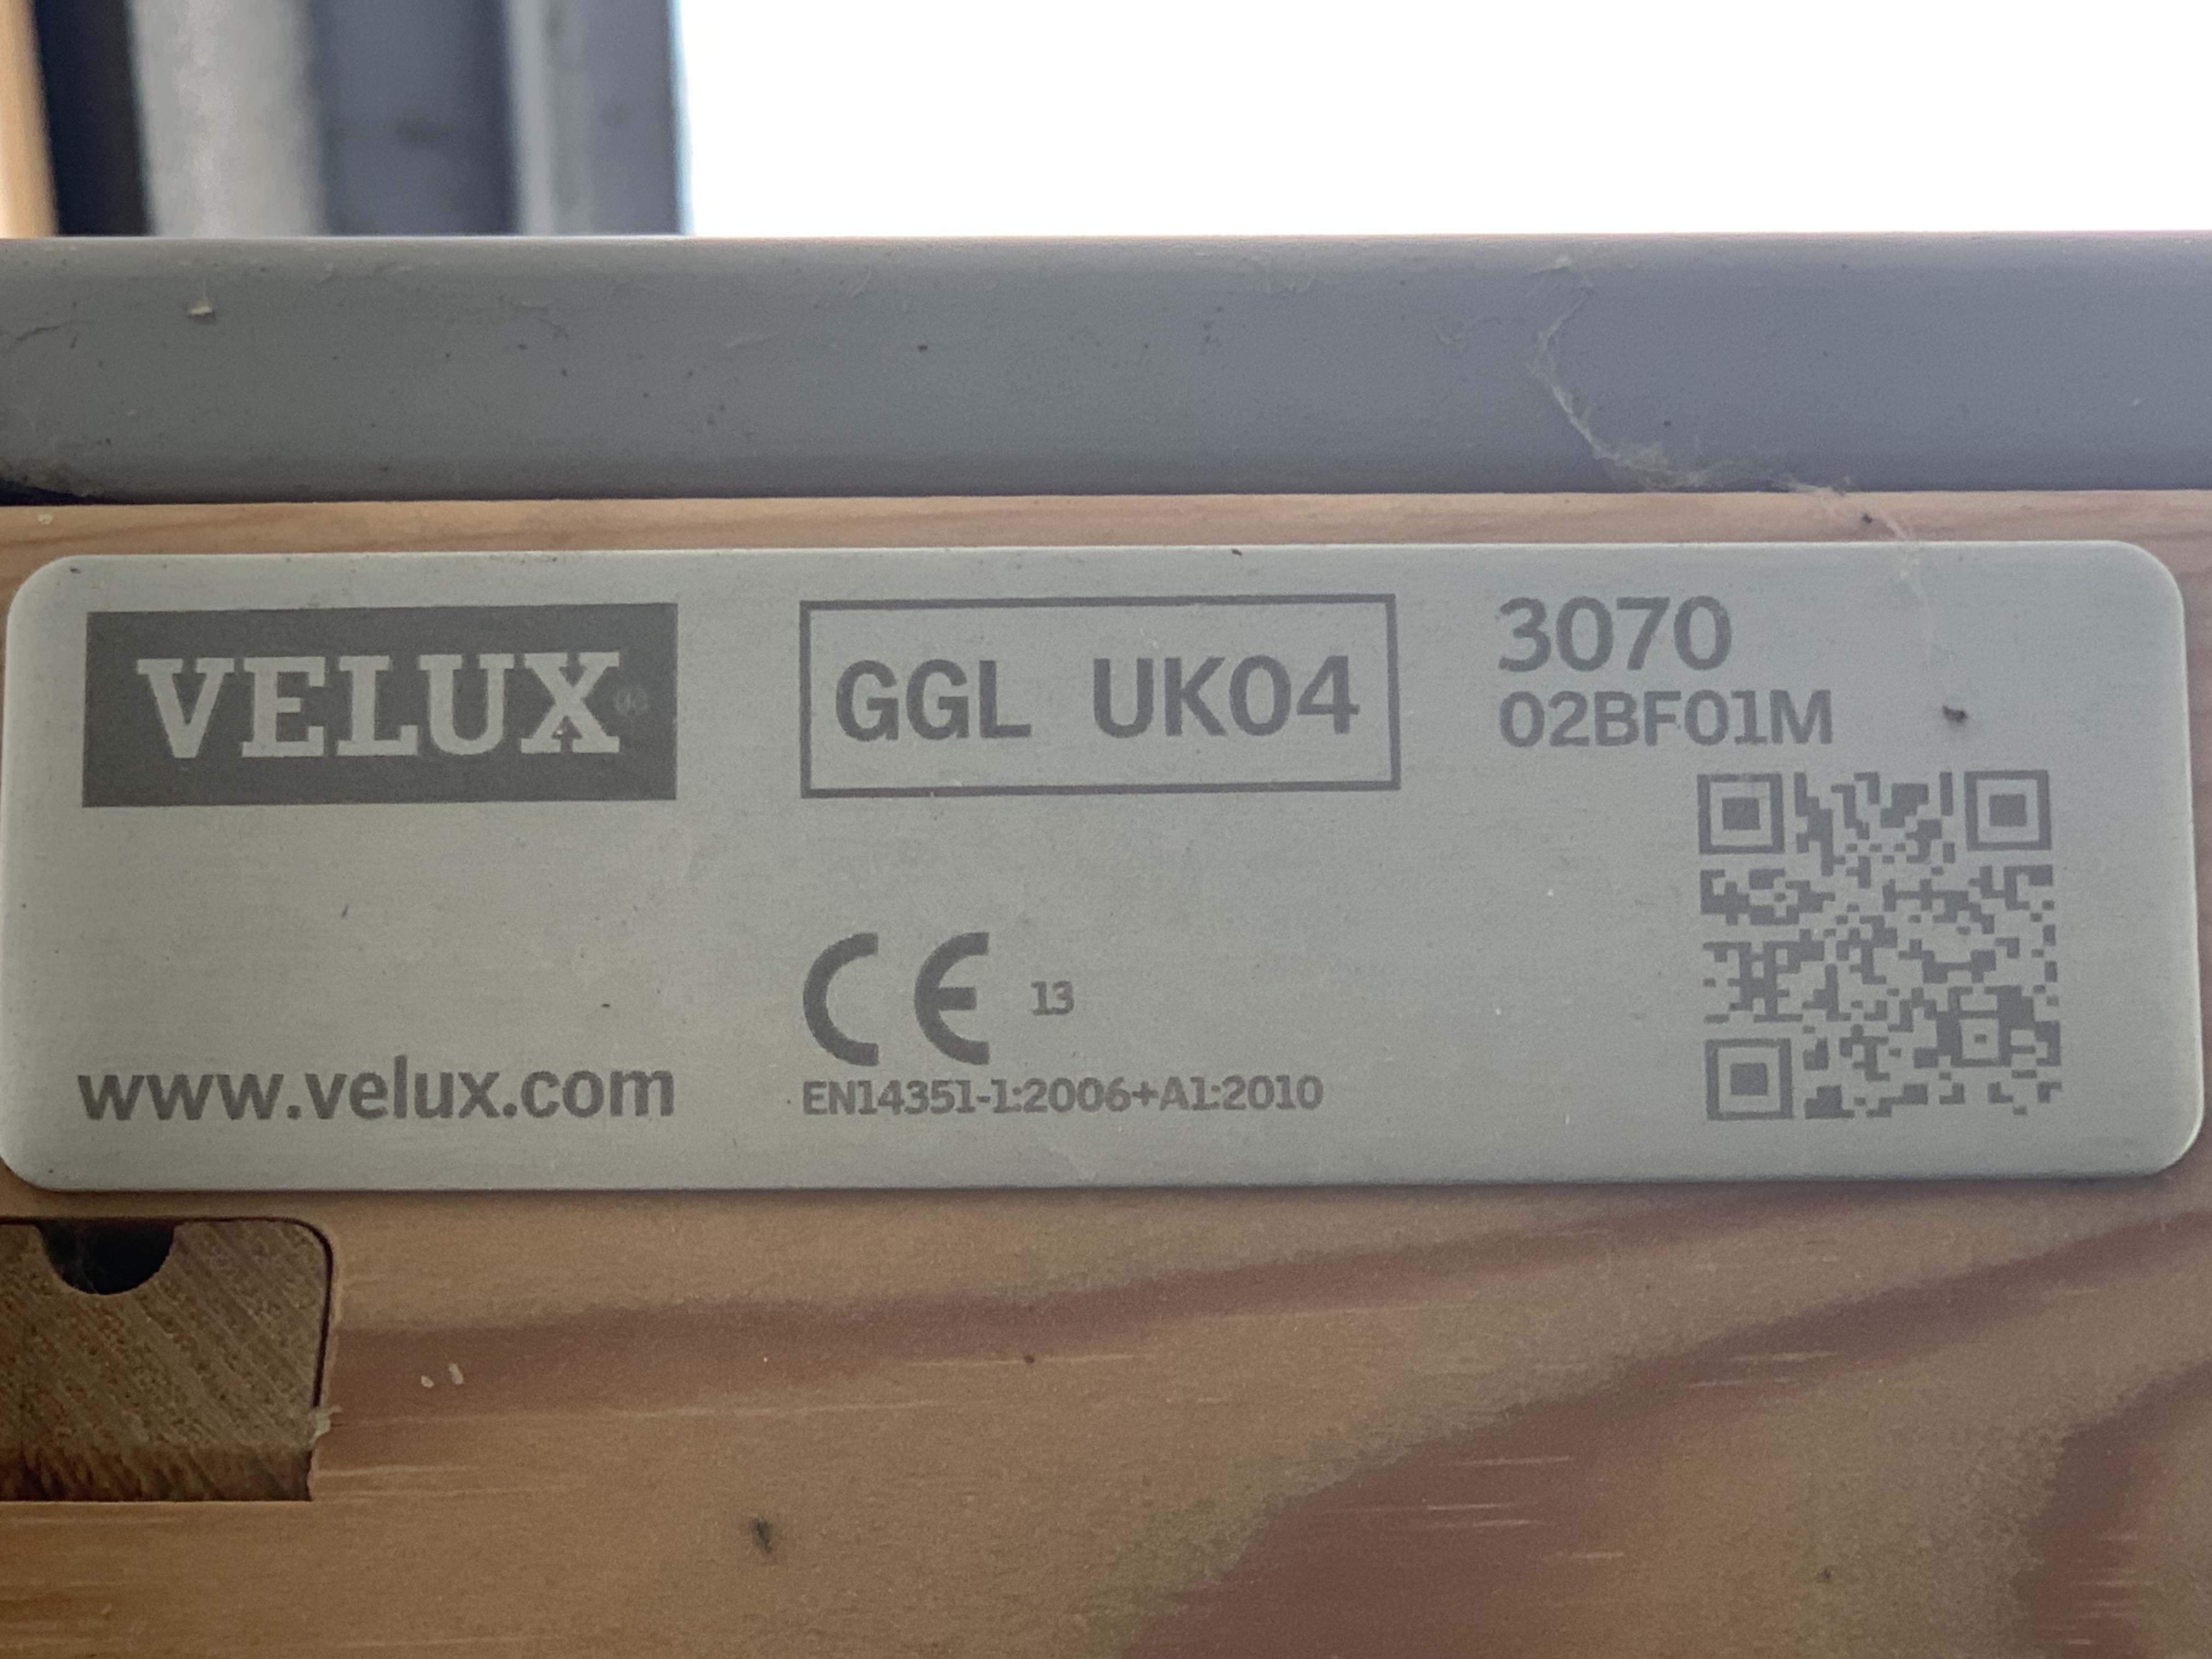 VELUX
GGL UK04
3070
02BF01M
CE 13
www.velux.com
EN14351-1:2006+A1:2010